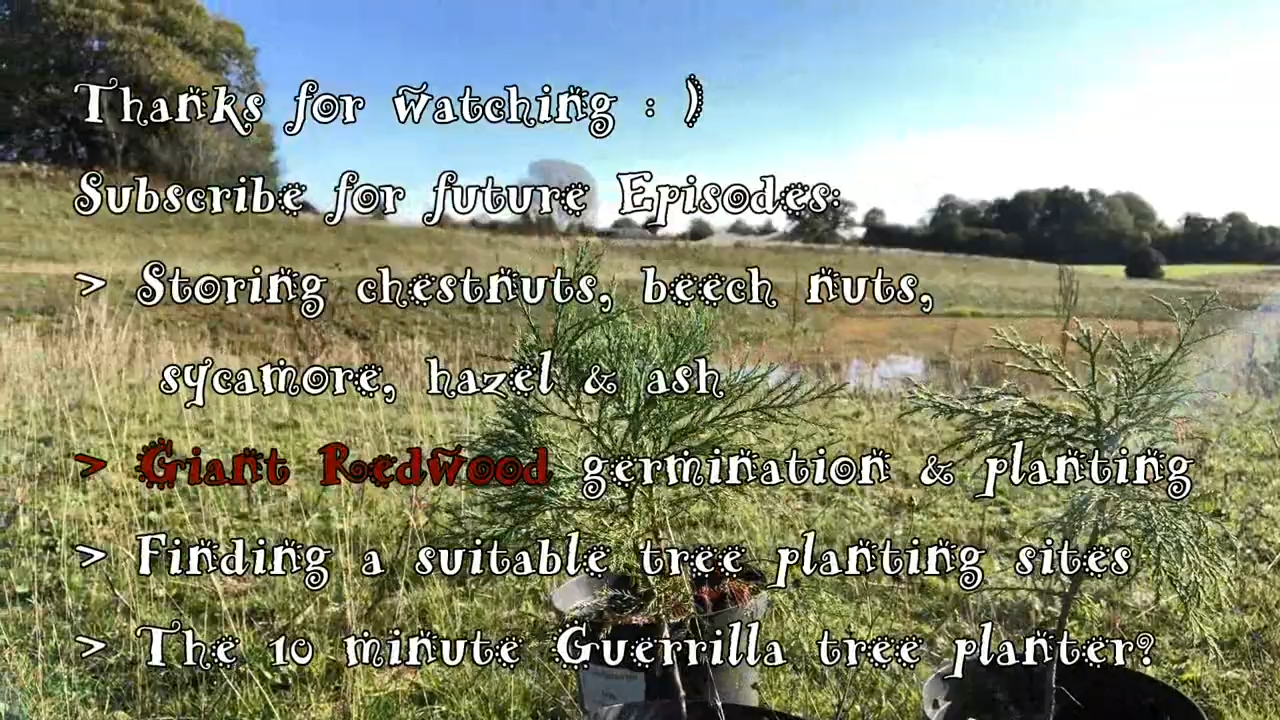 Thanks for watching : )
Subscribe for future Episodes:
> Storing chestnuts, beech nuts,
sycamore, hazel & ash
> Giant Redwood germination & planting
> Finding a suitable tree planting sites
> The 10 minute Guerrilla tree planter?